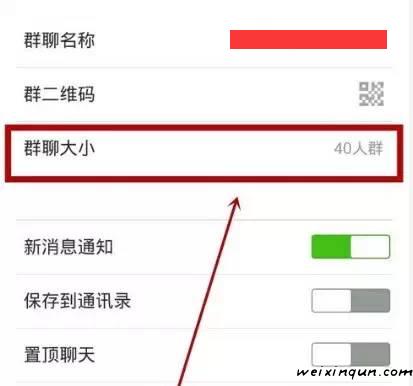 群聊名称
群二维码
群聊大小 40人群
新消息通知
保存到通讯录
置顶聊天
weixinqun.com